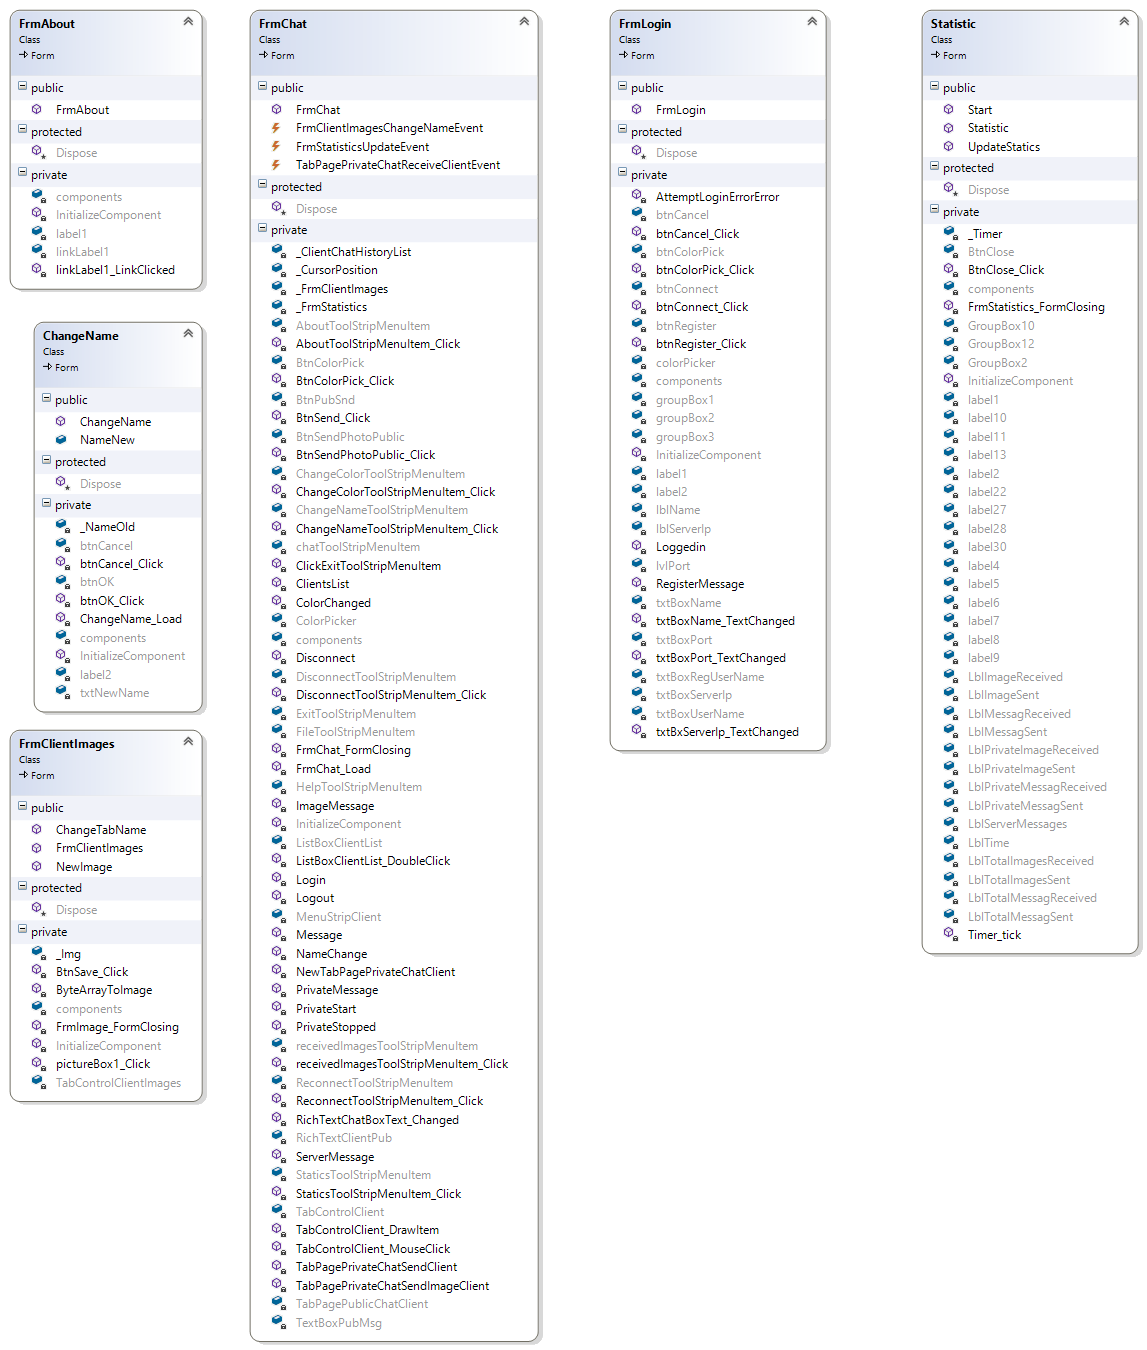 FrmAbout
Class
Form
public
FrmAbout
protected
Dispose
private
components
InitializeComponent
label1
linkLabel1
linkLabel1_LinkClicked
ChangeName
Class
Form
public
ChangeName
NameNew
protected
Dispose
private
_NameOld
btnCancel
btnCancel_Click
btnOK
btnOK_Click
ChangeName_Load
components
InitializeComponent
label2
txtNewName
FrmClientImages
Class
Form
public
ChangeTabName
FrmClientImages
NewImage
protected
Dispose
private
_Img
BtnSave_Click
ByteArrayToImage
components
FrmImage_FormClosing
InitializeComponent
pictureBox1_Click
TabControlClientImages
FrmChat
Class
Form
public
FrmChat
FrmClientImagesChangeNameEvent
FrmStatisticsUpdateEvent
TabPagePrivateChatReceiveClientEvent
protected
Dispose
private
_ClientChatHistoryList
_CursorPosition
_FrmClientImages
_FrmStatistics
AboutToolStripMenuItem
AboutToolStripMenuItem_Click
BtnColorPick
BtnColorPick_Click
BtnPubSnd
BtnSend_Click
BtnSendPhotoPublic
BtnSendPhotoPublic_Click
ChangeColorToolStripMenuItem
ChangeColorToolStripMenuItem_Click
ChangeNameToolStripMenuItem
ChangeNameToolStripMenuItem_Click
chatToolStripMenuItem
ClickExitToolStripMenuItem
ClientsList
ColorChanged
ColorPicker
components
Disconnect
DisconnectToolStripMenuItem
DisconnectToolStripMenuItem_Click
ExitToolStripMenuItem
FileToolStripMenuItem
FrmChat_FormClosing
FrmChat_Load
HelpToolStripMenuItem
ImageMessage
InitializeComponent
ListBoxClientList
ListBoxClientList_DoubleClick
Login
Logout
MenuStripClient
Message
NameChange
NewTabPagePrivateChatClient
PrivateMessage
PrivateStart
PrivateStopped
receivedImagesToolStripMenuItem
receivedImagesToolStripMenuItem_Click
ReconnectToolStripMenuItem
ReconnectToolStripMenuItem_Click
RichTextChatBoxText_Changed
RichTextClientPub
ServerMessage
StaticsToolStripMenuItem
StaticsToolStripMenuItem_Click
TabControlClient
TabControlClient_DrawItem
TabControlClient_MouseClick
TabPagePrivateChatSendClient
TabPagePrivateChatSendImageClient
TabPagePublicChatClient
TextBoxPubMsg
FrmLogin
Class
Form
public
FrmLogin
protected
Dispose
private
AttemptLoginErrorError
btnCancel
btnCancel_Click
btnColorPick
btnColorPick_Click
btnConnect
btnConnect_Click
btnRegister
btnRegister_Click
colorPicker
components
groupBox1
groupBox2
groupBox3
InitializeComponent
label1
label2
lblName
lblServerIp
Loggedin
lvlPort
RegisterMessage
txtBoxName
txtBoxName_TextChanged
txtBoxPort
txtBoxPort_TextChanged
txtBoxRegUserName
txtBoxServerIp
txtBoxUserName
txtBxServerIp_TextChanged
Statistic
Class
Form
public
Start
Statistic
UpdateStatics
protected
Dispose
private
_Timer
BtnClose
BtnClose_Click
components
FrmStatistics_FormClosing
GroupBox10
GroupBox12
GroupBox2
InitializeComponent
label1
label10
label11
label13
label2
label22
label27
label28
label30
label4
label5
label6
label7
label8
label9
LblImageReceived
LblImageSent
LblMessagReceived
LblMessagSent
LblPrivateImageReceived
LblPrivateImageSent
LblPrivateMessagReceived
LblPrivateMessagSent
LblServerMessages
LblTime
LblTotalImagesReceived
LblTotalImagesSent
LblTotalMessagReceived
LblTotalMessagSent
Timer_tick